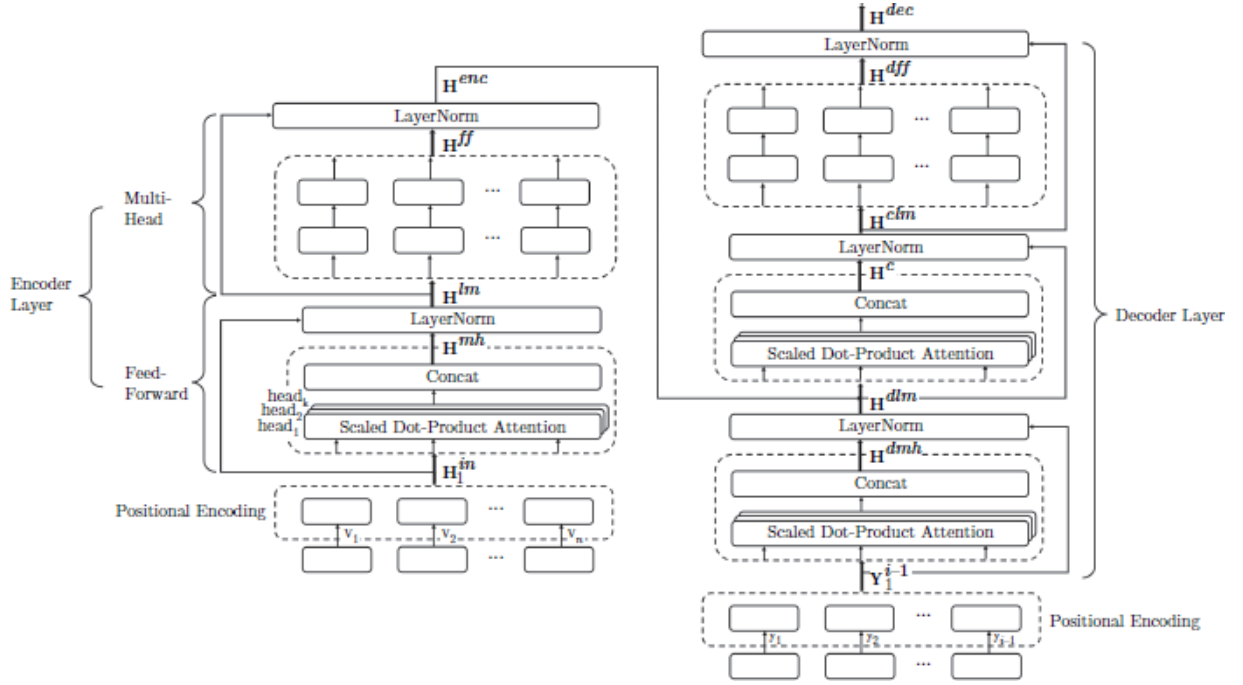 H^enc
LayerNorm
H^ff
...
...
Multi-
Head
Encoder
Layer
H^lm
LayerNorm
H^mh
Concat
Feed-
Forward
head_k
head_2
head_1
Scaled Dot-Product Attention
H_1^in
Positional Encoding
...
V_1
V_2
V_n
...
H^dec
LayerNorm
H^dff
...
...
H^clm
LayerNorm
H^c
Concat
Scaled Dot-Product Attention
Decoder Layer
H^dlm
LayerNorm
H^dmh
Concat
Scaled Dot-Product Attention
Y_1^i-1
Positional Encoding
...
y_1
y_2
y_i-1
...